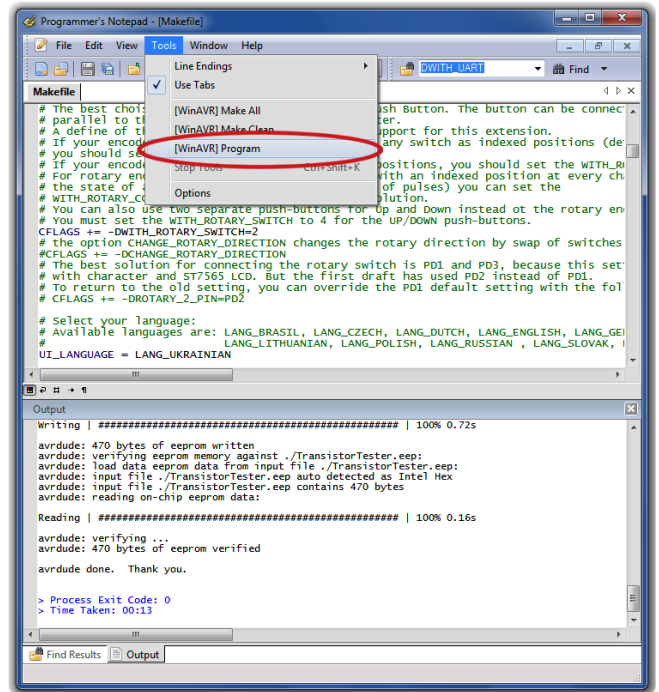 Programmer's Notepad - [Makefile]
File Edit View Tools Window Help
DWITH_UART Find
Line Endings
Use Tabs
[WinAVR] Make All
[WinAVR] Make Clean
[WinAVR] Program
Stop Tools Ctrl+Shift+K
Options
Makefile
# The best chois ush Button. The button can be connec
# parallel to th er.
# A define of th upport for this extension.
# If your encod any switch as indexed positions (de
# you should se
# If your encod ositions, you should set the WITH_R
# For rotary en with an indexed position at every ch
# the state of a of pulses) you can set the
# WITH_ROTARY_C olution.
# You can also use two separate push-buttons for Up and Down instead ot the rotary en
# You must set the WITH_ROTARY_SWITCH to 4 for the UP/DOWN push-buttons.
CFLAGS += -DWITH_ROTARY_SWITCH=2
# the option CHANGE_ROTARY_DIRECTION changes the rotary direction by swap of switches
#CFLAGS += -DCHANGE_ROTARY_DIRECTION
# The best solution for connecting the rotary switch is PD1 and PD3, because this set
# with character and ST7565 LCD. But the first draft has used PD2 instead of PD1.
# To return to the old setting, you can override the PD1 default setting with the fol
# CFLAGS += -DROTARY_2_PIN=PD2
# Select your language:
# Available languages are: LANG_BRASIL, LANG_CZECH, LANG_DUTCH, LANG_ENGLISH, LANG_GE
# LANG_LITHUANIAN, LANG_POLISH, LANG_RUSSIAN , LANG_SLOVAK,
UI_LANGUAGE = LANG_UKRAINIAN
Output
Writing | ################################################## | 100% 0.72s
avrdude: 470 bytes of eeprom written
avrdude: verifying eeprom memory against ./TransistorTester.eep:
avrdude: load data eeprom data from input file ./TransistorTester.eep:
avrdude: input file ./TransistorTester.eep auto detected as Intel Hex
avrdude: input file ./TransistorTester.eep contains 470 bytes
avrdude: reading on-chip eeprom data:
Reading | ################################################## | 100% 0.16s
avrdude: verifying ...
avrdude: 470 bytes of eeprom verified
avrdude done. Thank you.
> Process Exit Code: 0
> Time Taken: 00:13
Find Results Output